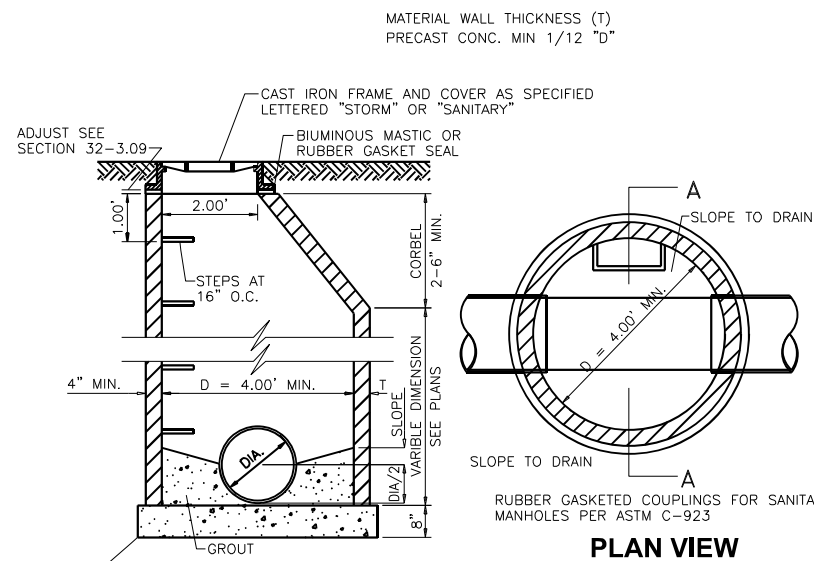 MATERIAL WALL THICKNESS (T)
PRECAST CONC. MIN 1/12 "D"
CAST IRON FRAME AND COVER AS SPECIFIED
LETTERED "STORM" OR "SANITARY"
ADJUST SEE
SECTION 32-3.09
BIUMINOUS MASTIC OR
RUBBER GASKET SEAL
1.00'
2.00'
CORBEL
2-6" MIN.
STEPS AT
16" O.C.
4" MIN.
D = 4.00' MIN.
T
SLOPE
VARIBLE DIMENSION
SEE PLANS
DIA.
DIA/2
8"
GROUT
A
SLOPE TO DRAIN
D = 4.00' MIN.
SLOPE TO DRAIN
A
RUBBER GASKETED COUPLINGS FOR SANITA
MANHOLES PER ASTM C-923
PLAN VIEW